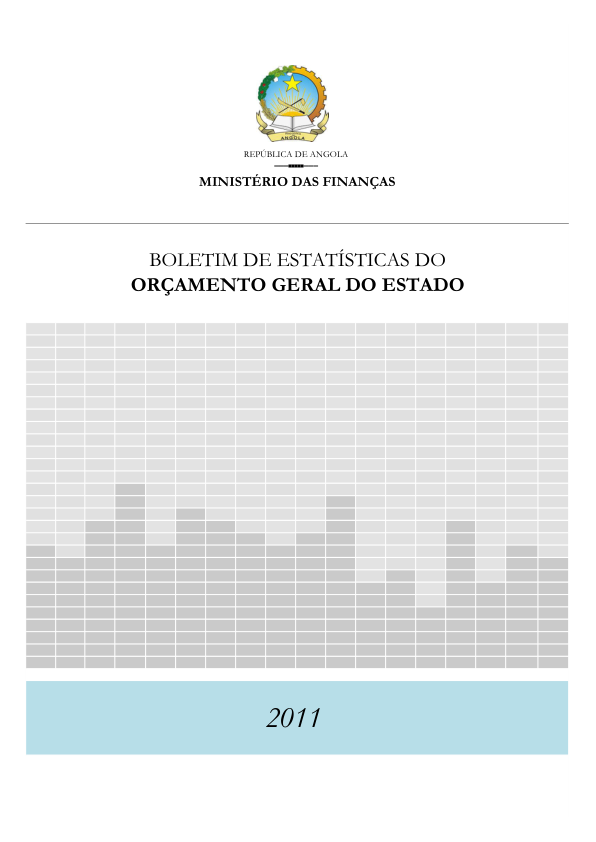 ANGOLA
REPÚBLICA DE ANGOLA
MINISTÉRIO DAS FINANÇAS
BOLETIM DE ESTATÍSTICAS DO
ORÇAMENTO GERAL DO ESTADO
2011